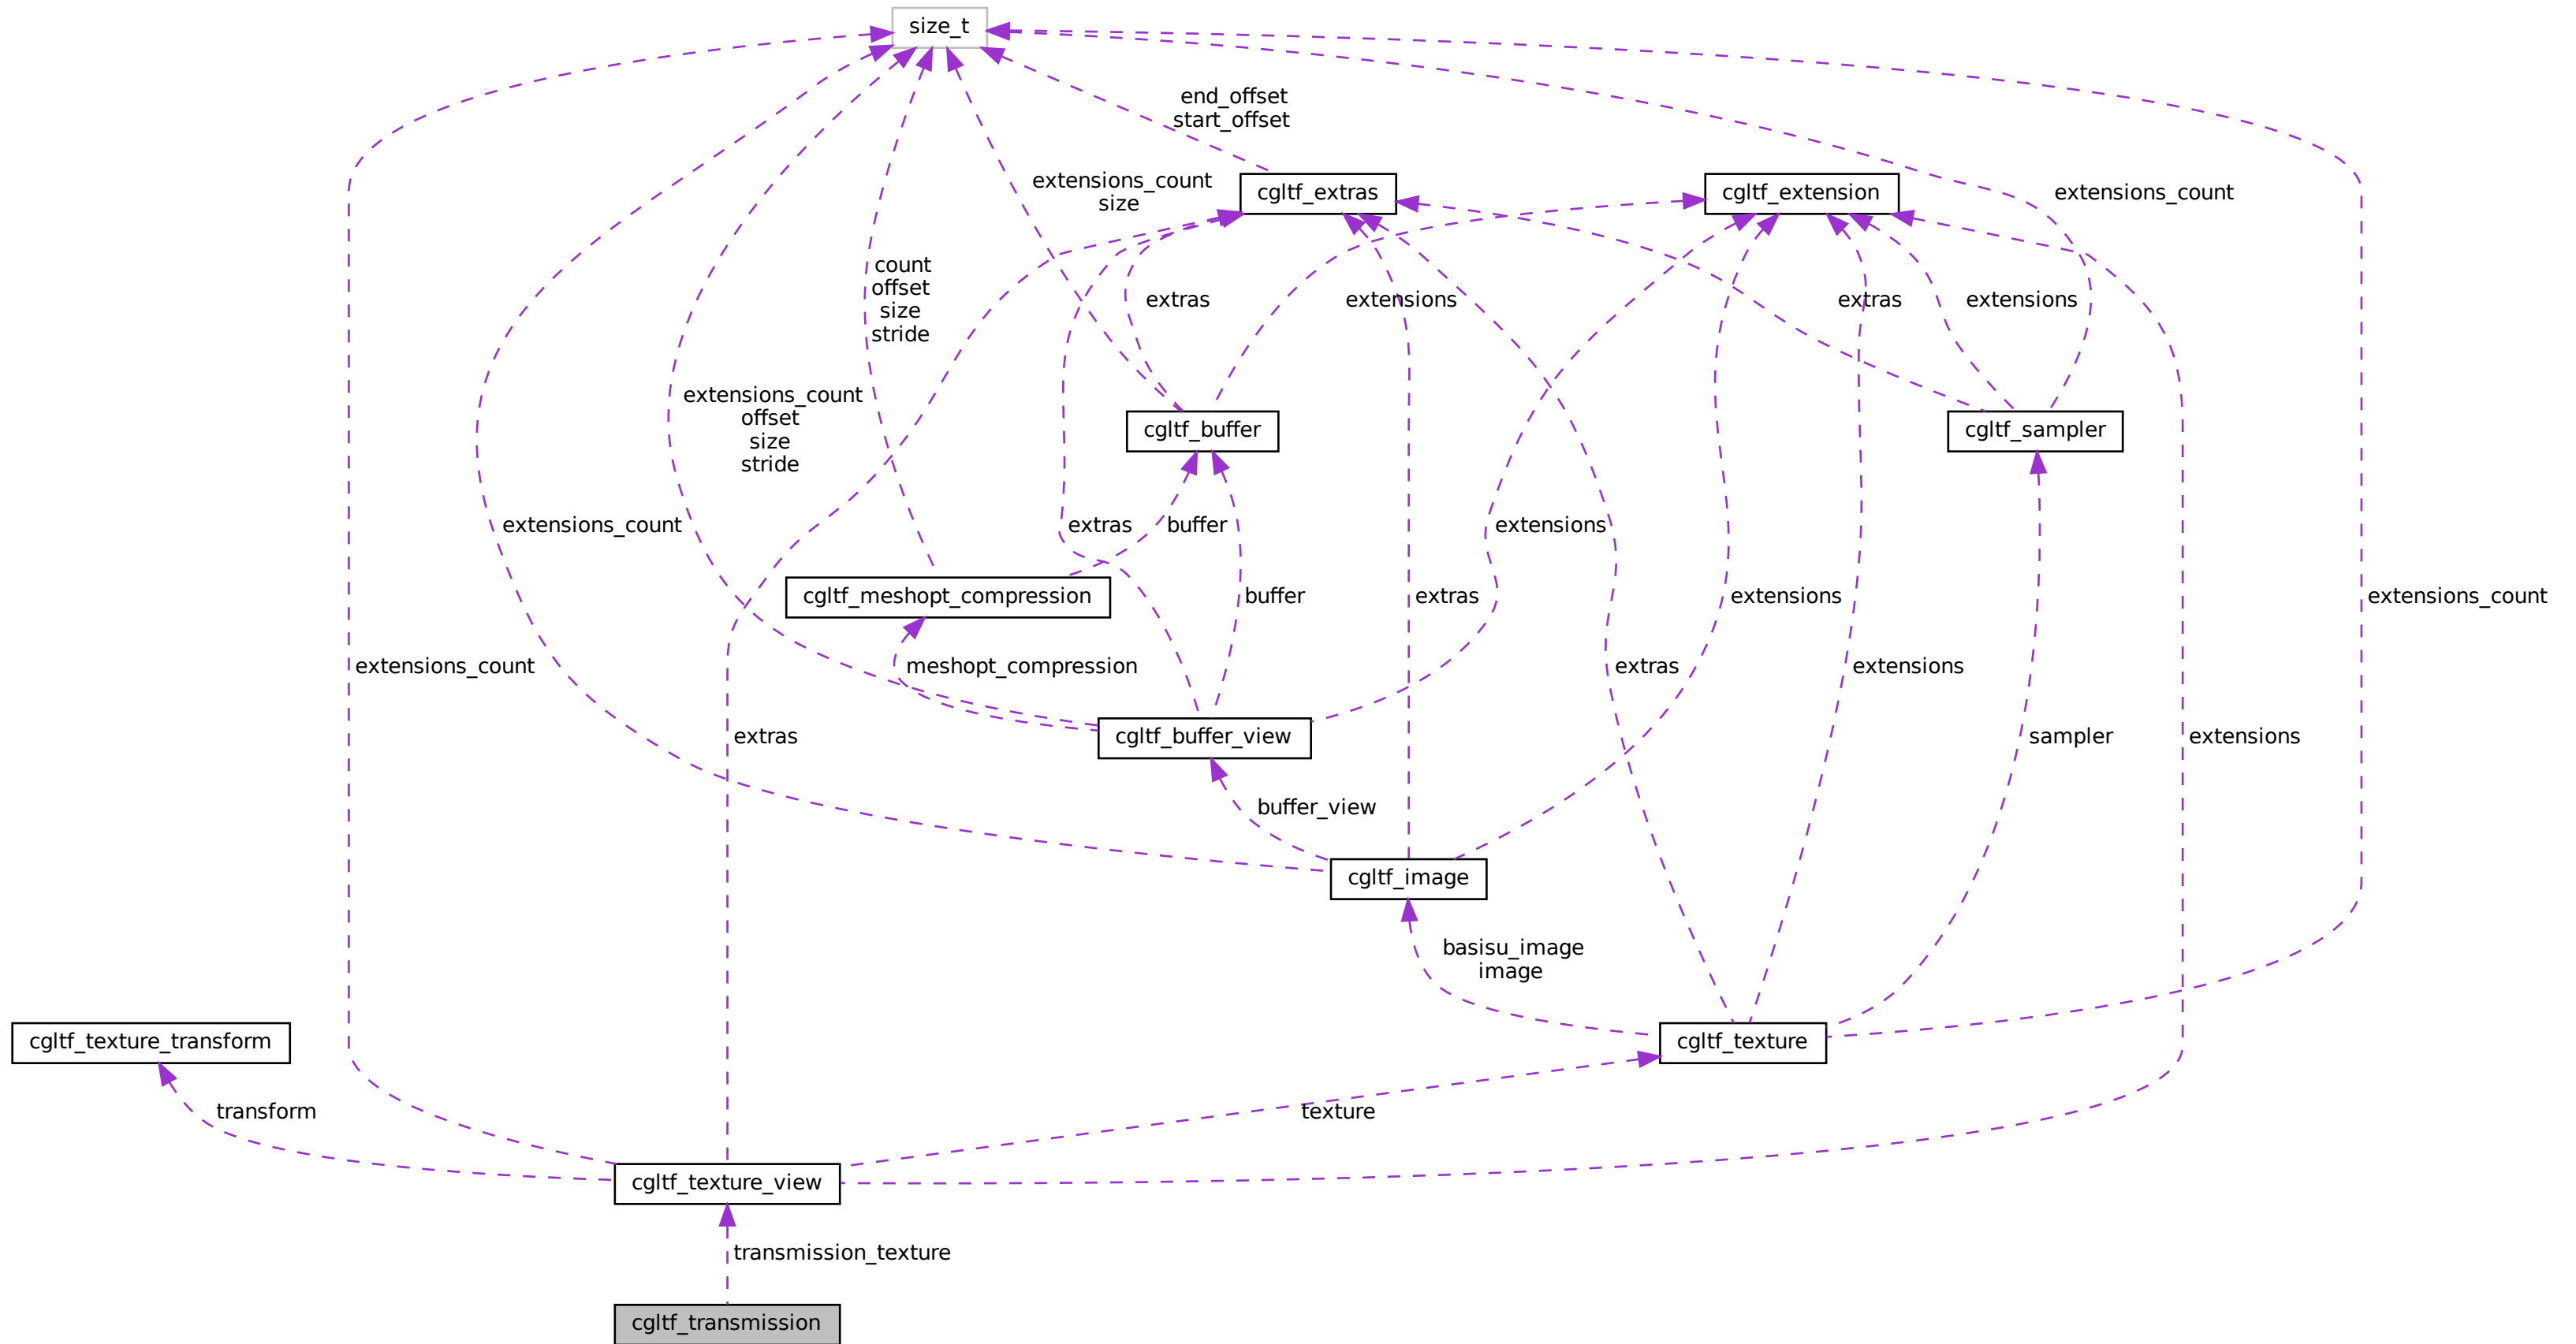 size_t
end_offset
start_offset
extensions_count
size
cgltf_extras
cgltf_extension
extensions_count
count
offset
size
stride
extras
extensions
extras
extensions
extensions_count
offset
size
stride
cgltf_buffer
cgltf_sampler
extensions_count
extras
buffer
extensions
cgltf_meshopt_compression
buffer
extras
extensions
extensions_count
extensions_count
meshopt_compression
extras
extensions
extras
cgltf_buffer_view
sampler
extensions
buffer_view
cgltf_image
basisu_image
image
cgltf_texture_transform
cgltf_texture
transform
texture
cgltf_texture_view
transmission_texture
cgltf_transmission